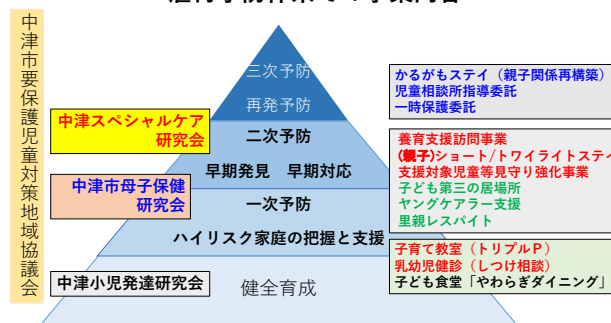 中津市要保護児童対策地域協議会
三次予防
再発予防
二次予防
早期発見　早期対応
一次予防
ハイリスク家庭の把握と支援
健全育成
中津スペシャルケア
研究会
中津市母子保健
研究会
中津小児発達研究会
かるがもステイ（親子関係再構築）
児童相談所指導委託
一時保護委託
養育支援訪問事業
(親子)ショート/トワイライトステイ
支援対象児童等見守り強化事業
子ども第三の居場所
ヤングケアラー支援
里親レスパイト
子育て教室（トリプルP）
乳幼児健診（しつけ相談）
子ども食堂「やわらぎダイニング」